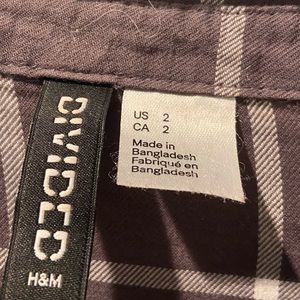 DIVIDED
H&M
US 2
CA 2
Made in
Bangladesh
Fabriqué en
Bangladesh